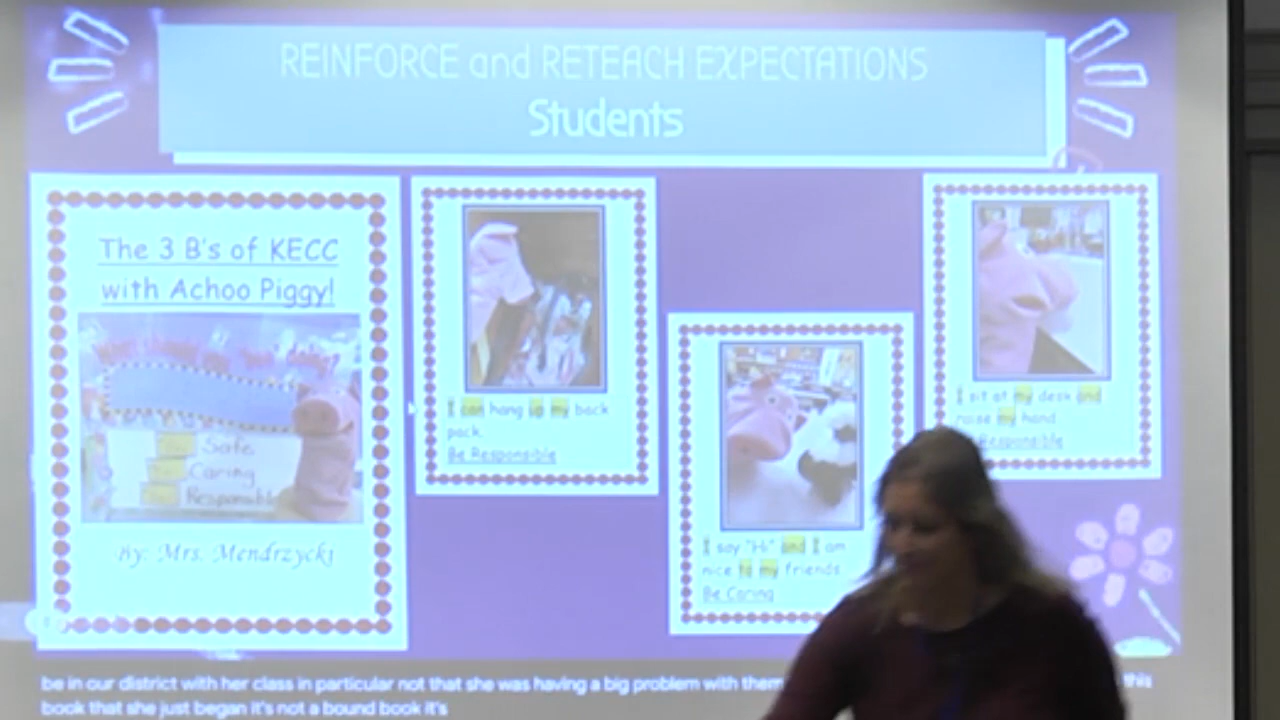 REINFORCE and RETEACH EXPECTATIONS
Students
The 3 B's of KECC
with Achoo Piggy!
Safe
Caring
Responsible
By: Mrs. Mendrzycki
I can hang up my back
pack.
Be Responsible
I say "Hi" and I am
nice to my friends.
Be Caring
I sit at my desk and
raise my hand.
Responsible
be in our district with her class in particular not that she was having a big problem with them
this
book that she just began it's not a bound book it's